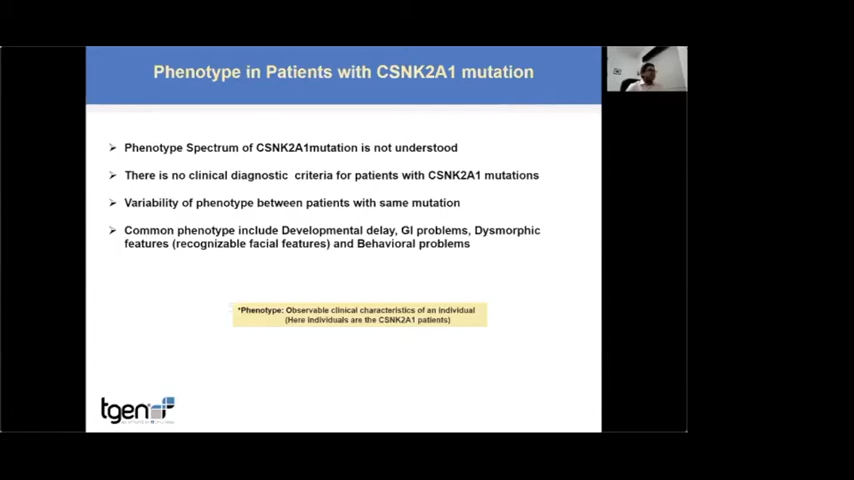 Phenotype in Patients with CSNK2A1 mutation
➢ Phenotype Spectrum of CSNK2A1mutation is not understood
➢ There is no clinical diagnostic criteria for patients with CSNK2A1 mutations
➢ Variability of phenotype between patients with same mutation
➢ Common phenotype include Developmental delay, GI problems, Dysmorphic
features (recognizable facial features) and Behavioral problems
*Phenotype: Observable clinical characteristics of an individual
(Here individuals are the CSNK2A1 patients)
tgen